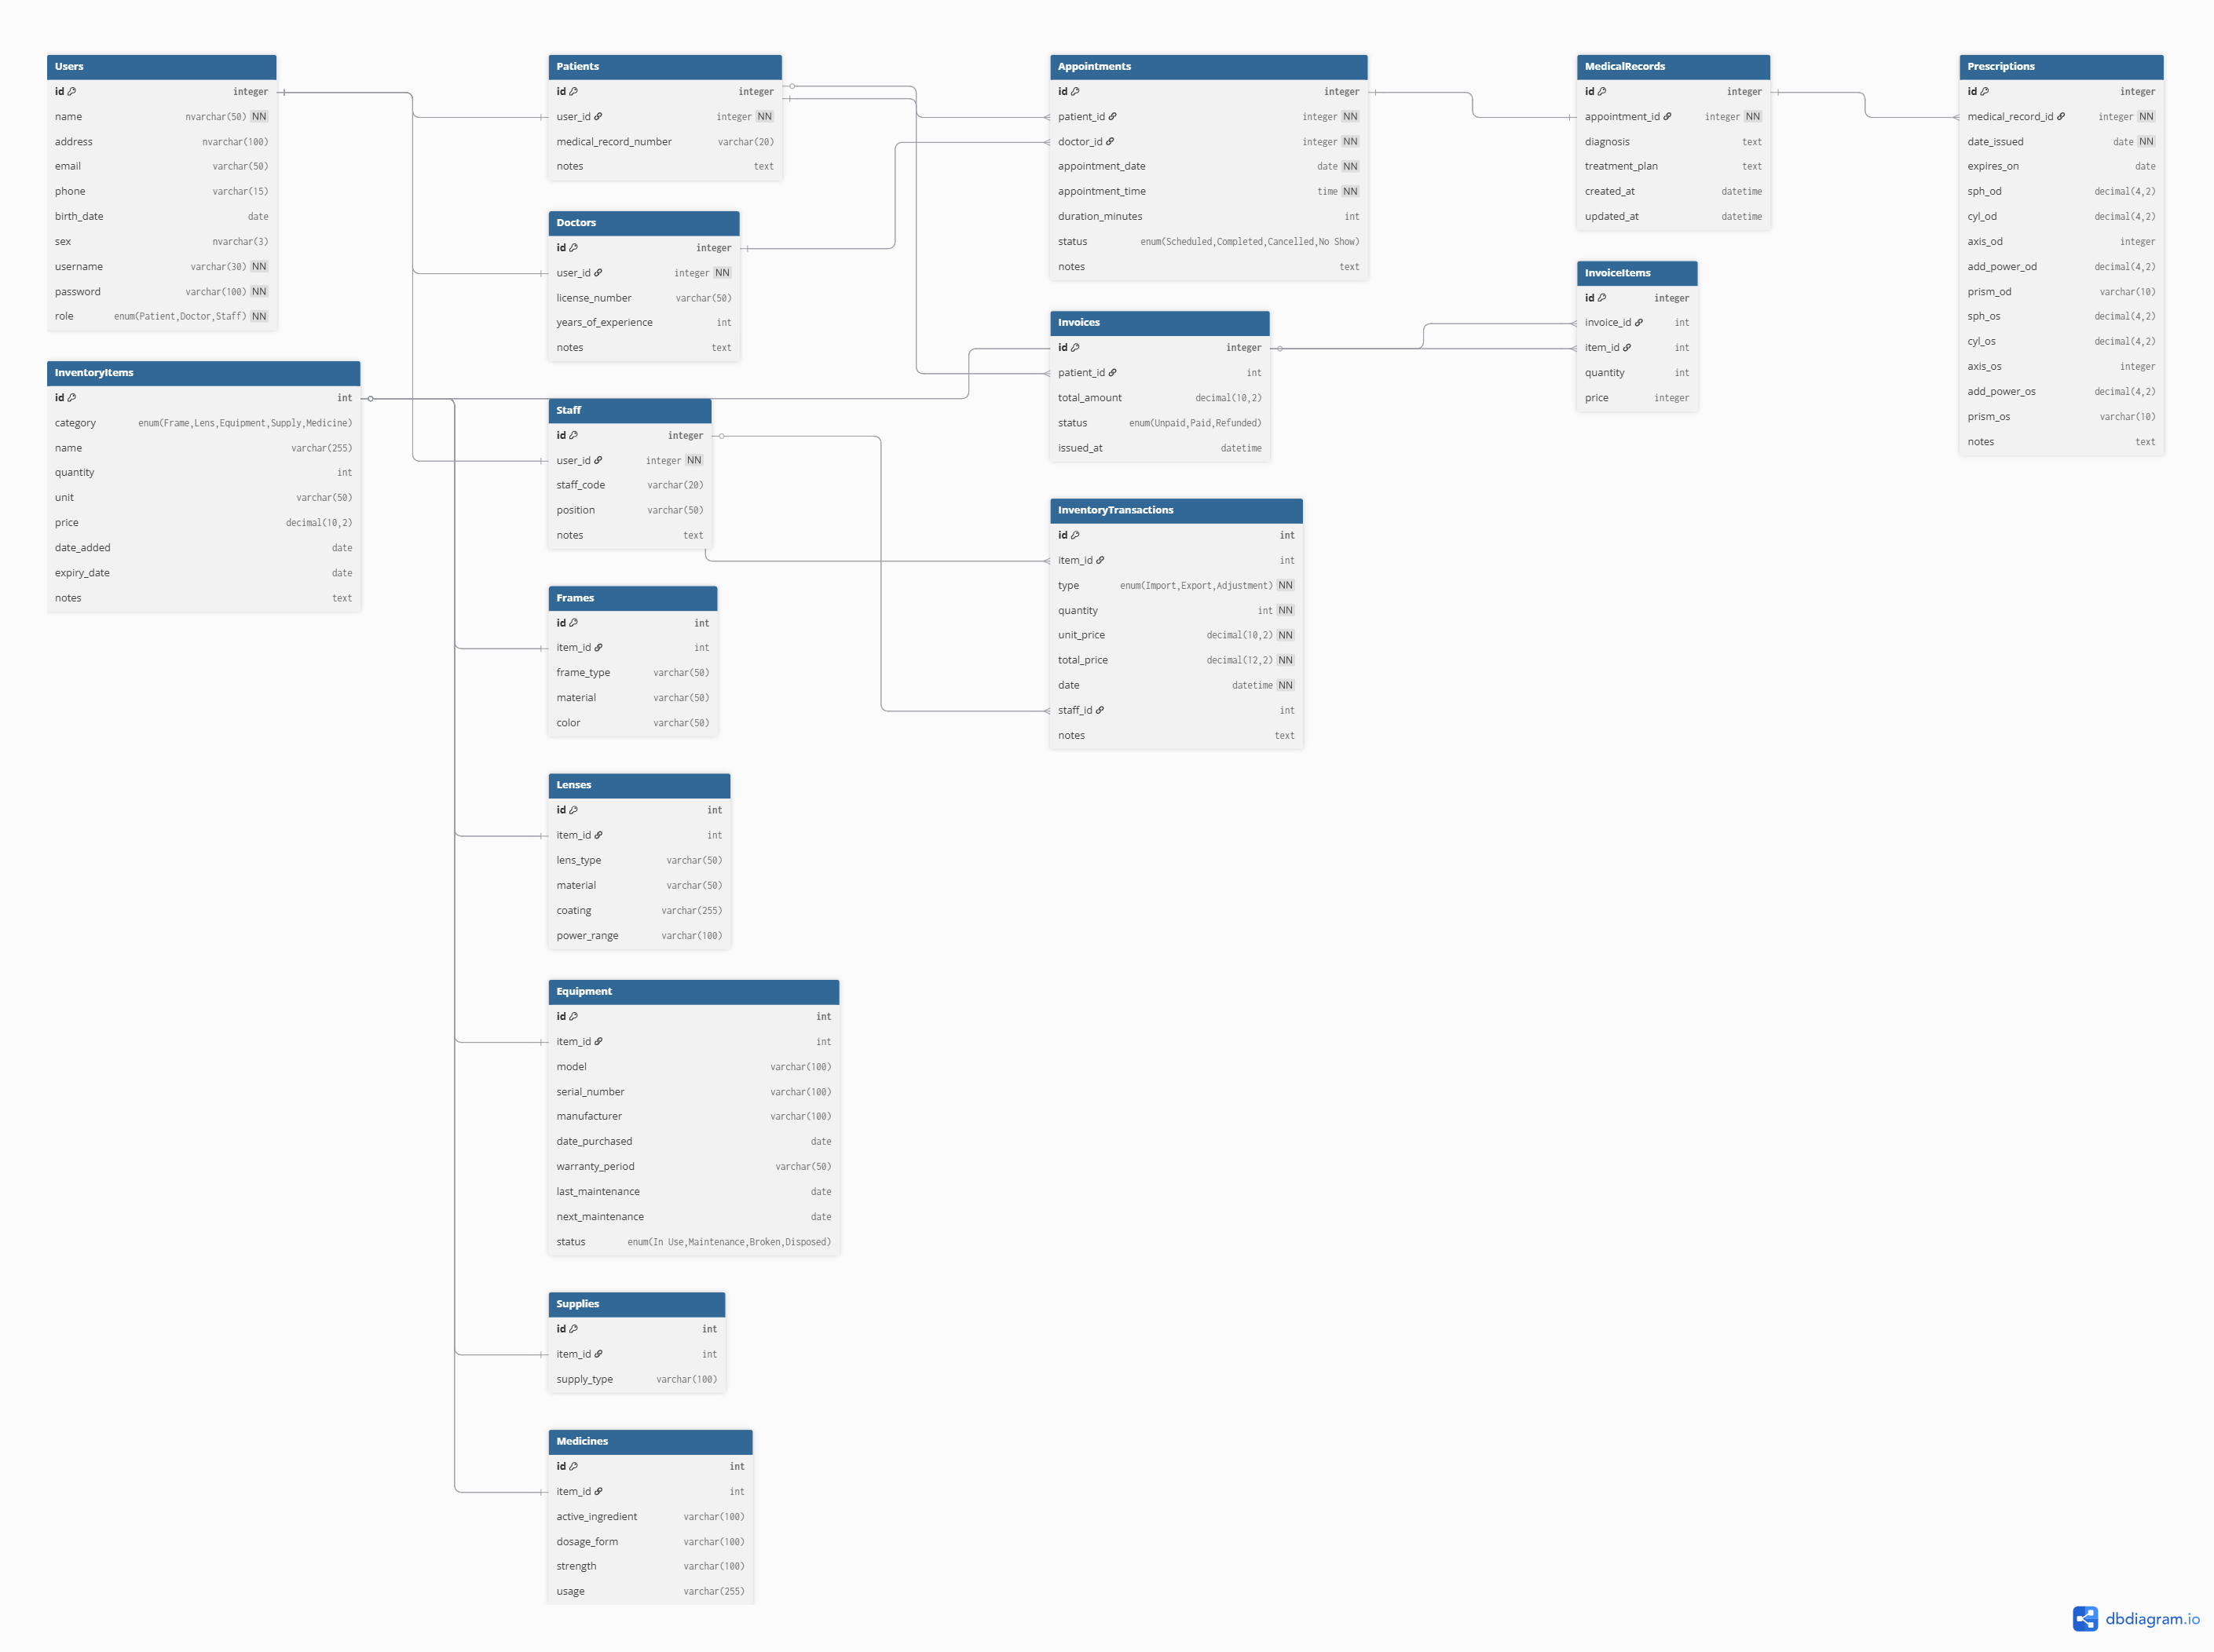 Users
id integer
name nvarchar(50) NN
address nvarchar(100)
email varchar(50)
phone varchar(15)
birth_date date
sex nvarchar(3)
username varchar(30) NN
password varchar(100) NN
role enum(Patient,Doctor,Staff) NN
InventoryItems
id int
category enum(Frame,Lens,Equipment,Supply,Medicine)
name varchar(255)
quantity int
unit varchar(50)
price decimal(10,2)
date_added date
expiry_date date
notes text
Patients
id integer
user_id integer NN
medical_record_number varchar(20)
notes text
Doctors
id integer
user_id integer NN
license_number varchar(50)
years_of_experience int
notes text
Staff
id integer
user_id integer NN
staff_code varchar(20)
position varchar(50)
notes text
Frames
id int
item_id int
frame_type varchar(50)
material varchar(50)
color varchar(50)
Lenses
id int
item_id int
lens_type varchar(50)
material varchar(50)
coating varchar(255)
power_range varchar(100)
Equipment
id int
item_id int
model varchar(100)
serial_number varchar(100)
manufacturer varchar(100)
date_purchased date
warranty_period varchar(50)
last_maintenance date
next_maintenance date
status enum(In Use,Maintenance,Broken,Disposed)
Supplies
id int
item_id int
supply_type varchar(100)
Medicines
id int
item_id int
active_ingredient varchar(100)
dosage_form varchar(100)
strength varchar(100)
usage varchar(255)
Appointments
id integer
patient_id integer NN
doctor_id integer NN
appointment_date date NN
appointment_time time NN
duration_minutes int
status enum(Scheduled,Completed,Cancelled,No Show)
notes text
Invoices
id integer
patient_id int
total_amount decimal(10,2)
status enum(Unpaid,Paid,Refunded)
issued_at datetime
InventoryTransactions
id int
item_id int
type enum(Import,Export,Adjustment) NN
quantity int NN
unit_price decimal(10,2) NN
total_price decimal(12,2) NN
date datetime NN
staff_id int
notes text
MedicalRecords
id integer
appointment_id integer NN
diagnosis text
treatment_plan text
created_at datetime
updated_at datetime
InvoiceItems
id integer
invoice_id int
item_id int
quantity int
price integer
Prescriptions
id integer
medical_record_id integer NN
date_issued date NN
expires_on date
sph_od decimal(4,2)
cyl_od decimal(4,2)
axis_od integer
add_power_od decimal(4,2)
prism_od varchar(10)
sph_os decimal(4,2)
cyl_os decimal(4,2)
axis_os integer
add_power_os decimal(4,2)
prism_os varchar(10)
notes text
dbdiagram.io